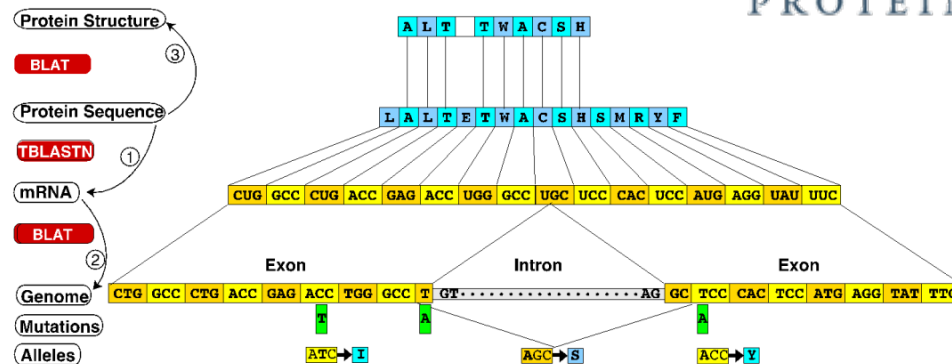 PROTEIN
Protein Structure
A L T T W A C S H
③
BLAT
Protein Sequence
L A L T E T W A C S H S M R Y F
TBLASTN
①
mRNA
CUG GCC CUG ACC GAG ACC UGG GCC UGC UCC CAC UCC AUG AGG UAU UUC
BLAT
②
Exon Intron Exon
Genome
CTG GCC CTG ACC GAG ACC TGG GCC T GT AG GC TCC CAC TCC ATG AGG TAT TTC
Mutations
T A A
Alleles
ATC I AGC S ACC Y